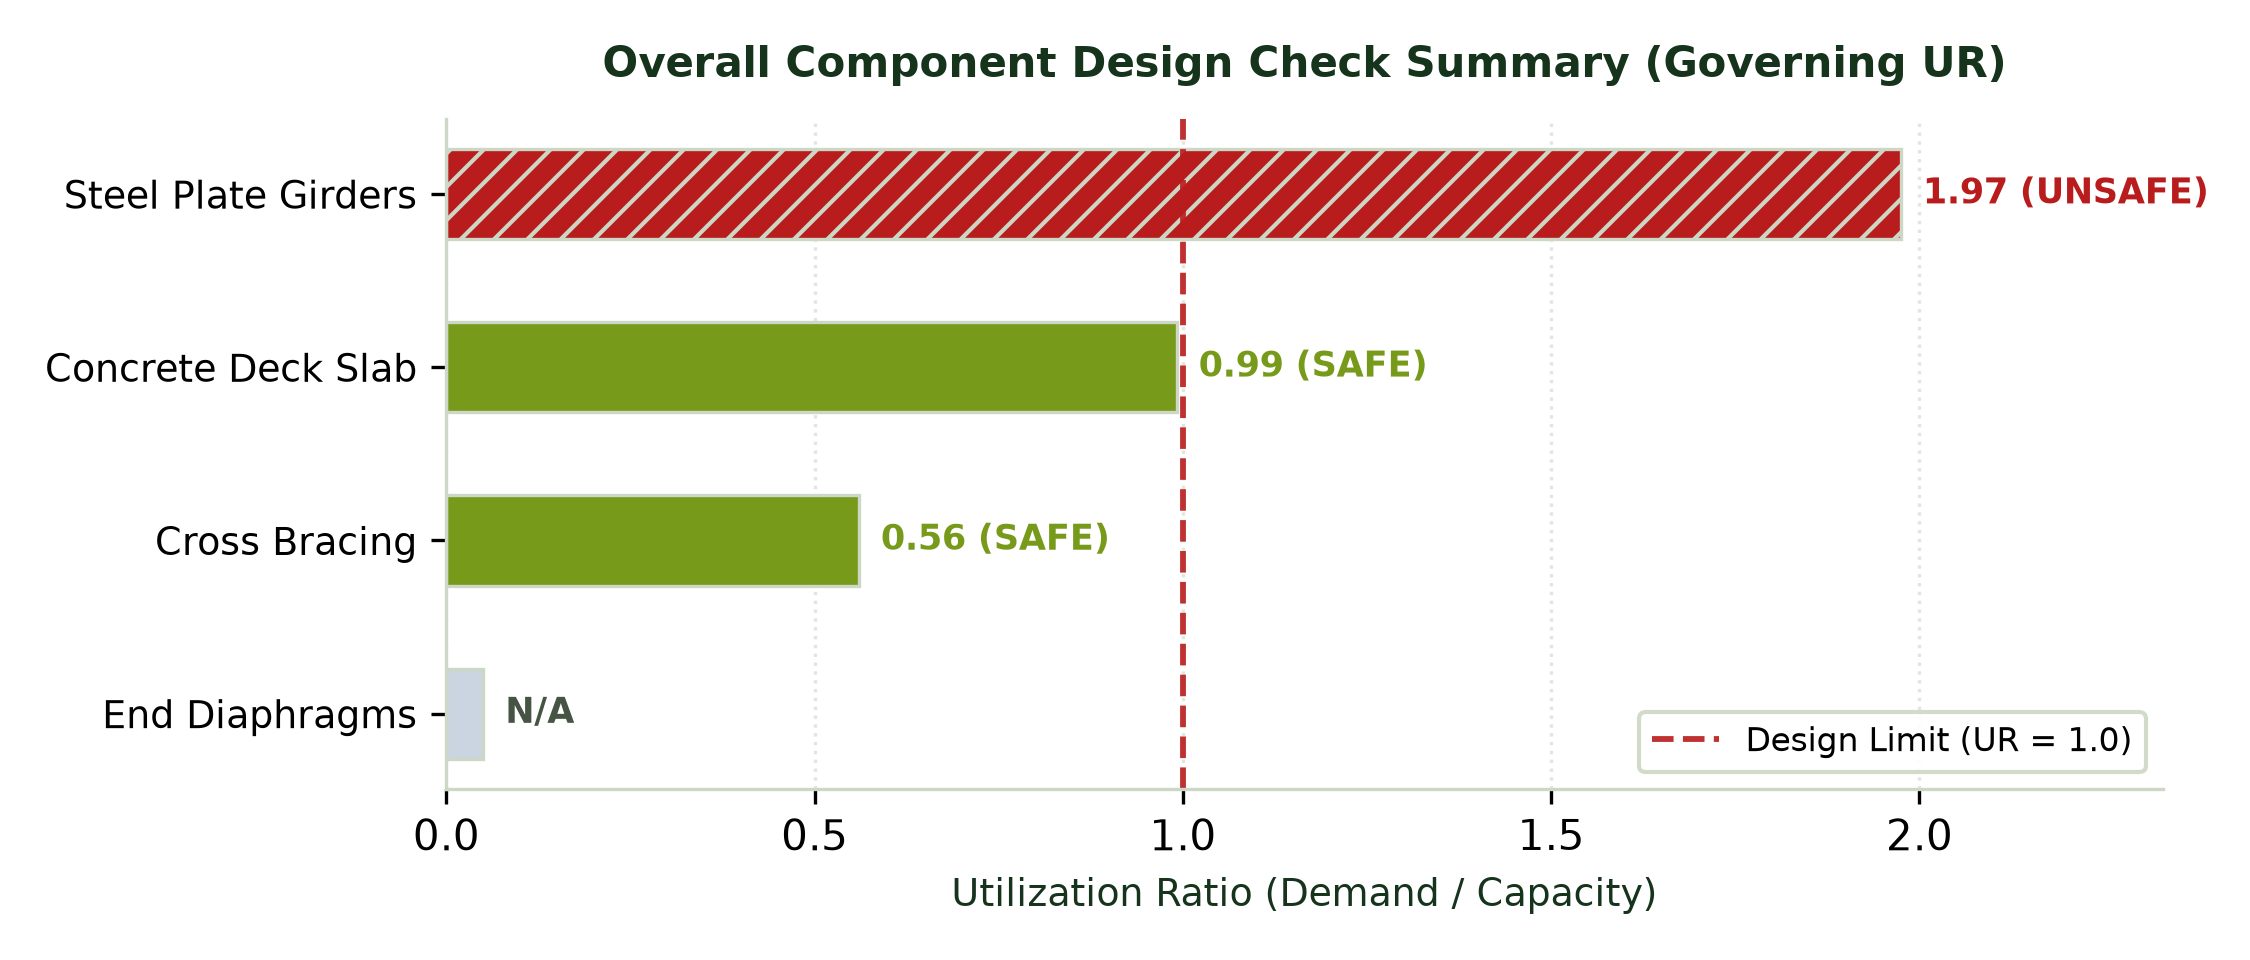 Overall Component Design Check Summary (Governing UR)
Steel Plate Girders
1.97 (UNSAFE)
Concrete Deck Slab
0.99 (SAFE)
Cross Bracing
0.56 (SAFE)
End Diaphragms
N/A
Design Limit (UR = 1.0)
0.0 0.5 1.0 1.5 2.0
Utilization Ratio (Demand / Capacity)